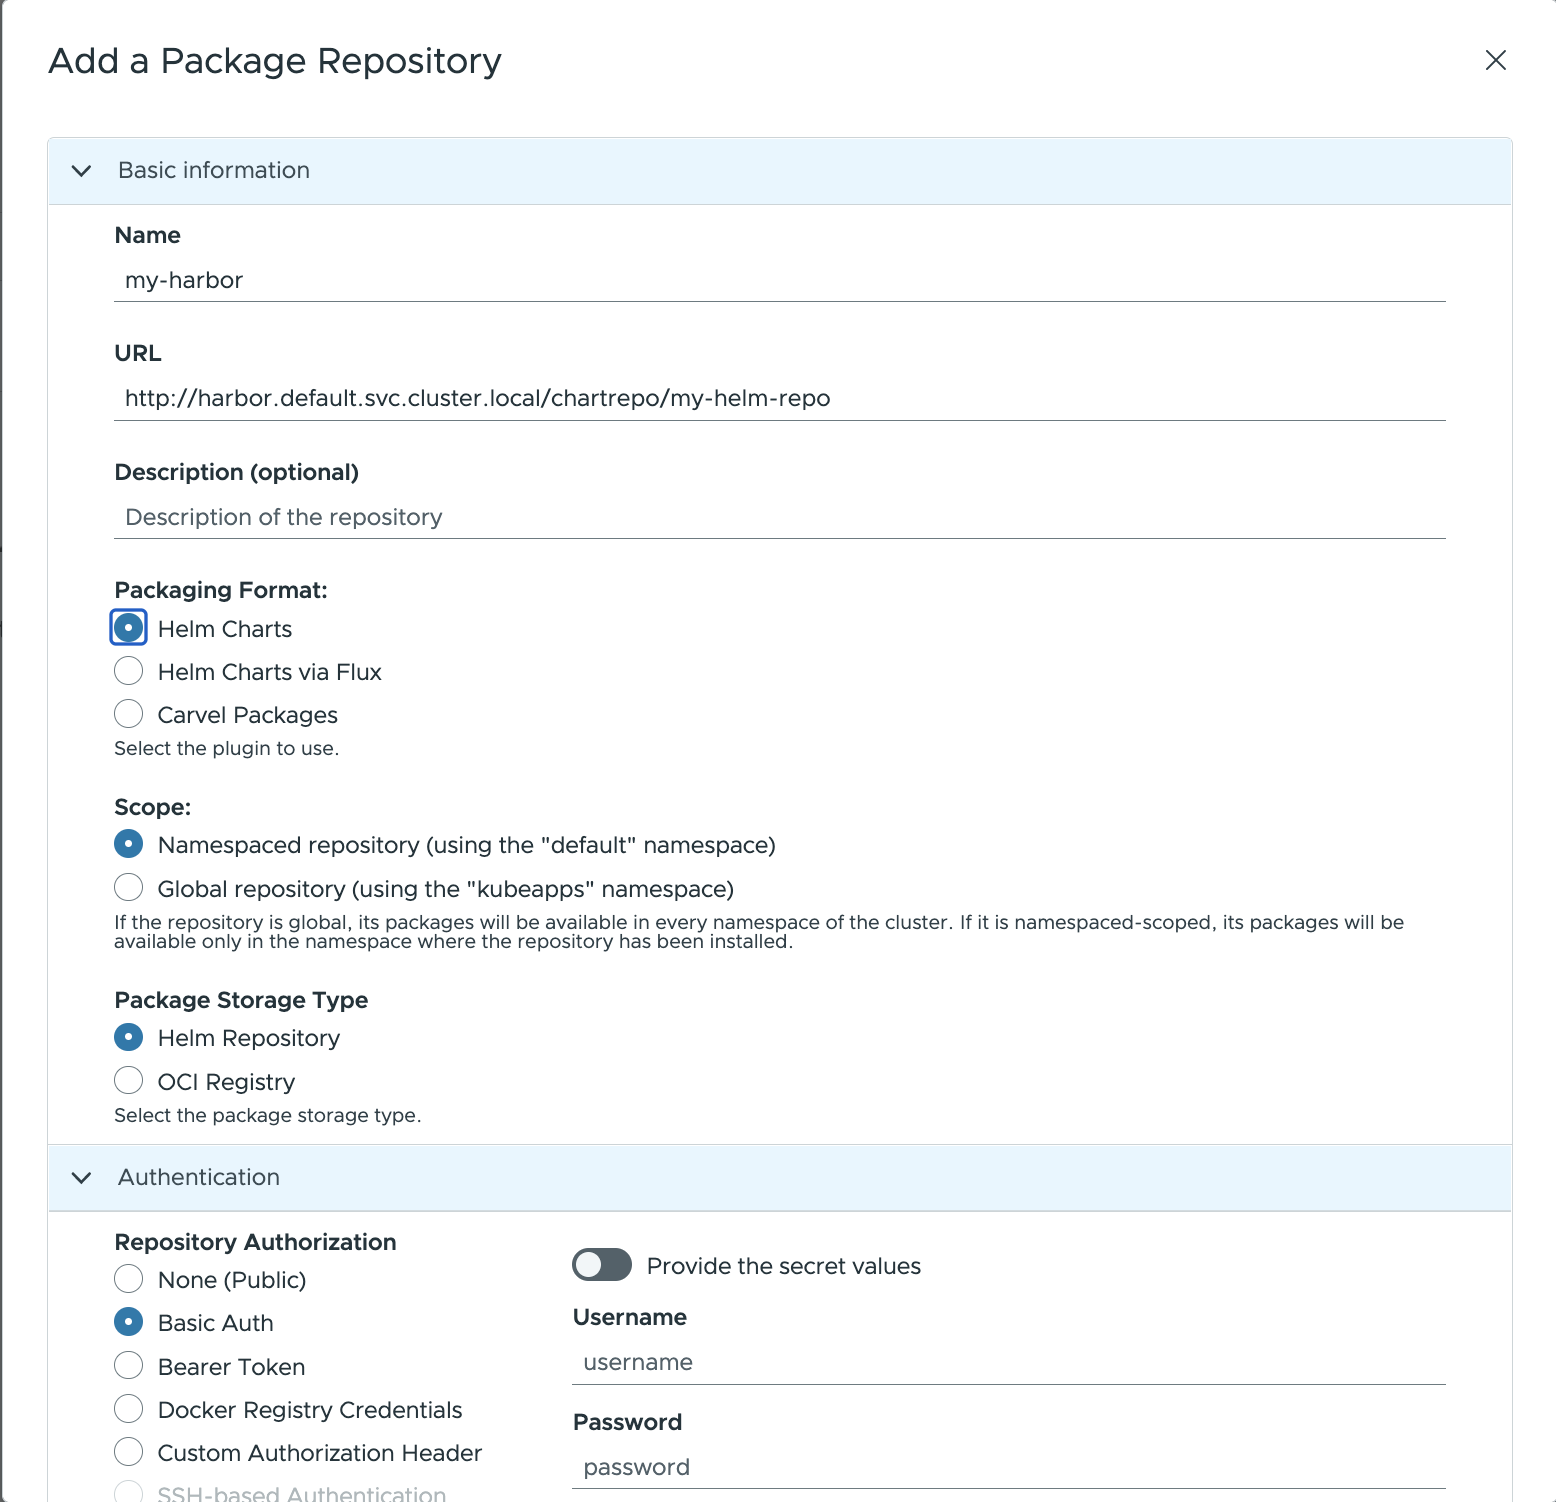 Add a Package Repository
Basic information
Name
my-harbor
URL
http://harbor.default.svc.cluster.local/chartrepo/my-helm-repo
Description (optional)
Description of the repository
Packaging Format:
Helm Charts
Helm Charts via Flux
Carvel Packages
Select the plugin to use.
Scope:
Namespaced repository (using the "default" namespace)
Global repository (using the "kubeapps" namespace)
If the repository is global, its packages will be available in every namespace of the cluster. If it is namespaced-scoped, its packages will be
available only in the namespace where the repository has been installed.
Package Storage Type
Helm Repository
OCI Registry
Select the package storage type.
Authentication
Repository Authorization
None (Public)
Basic Auth
Bearer Token
Docker Registry Credentials
Custom Authorization Header
SSH-based Authentication
Provide the secret values
Username
username
Password
password